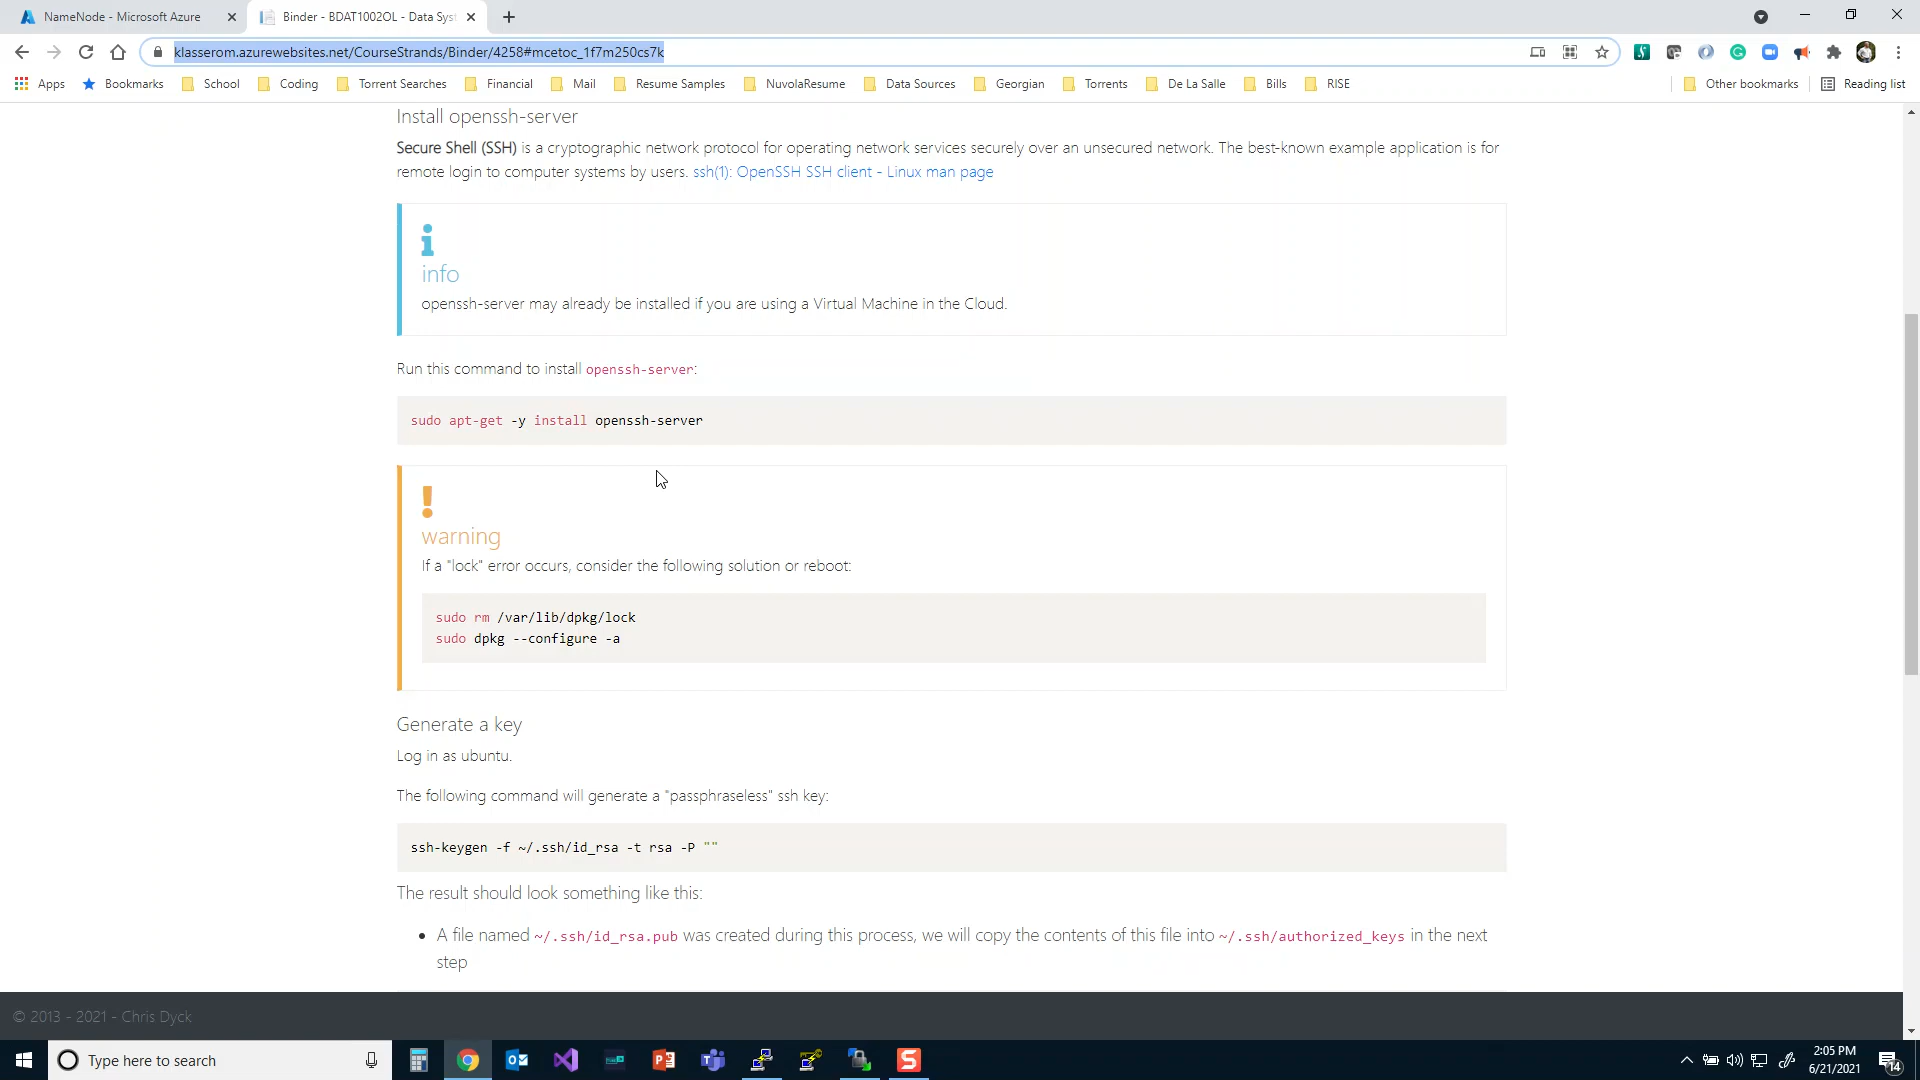 NameNode - Microsoft Azure
Binder - BDAT1002OL - Data Syst
klasserom.azurewebsites.net/CourseStrands/Binder/4258#mcetoc_1f7m250cs7k
Apps Bookmarks School Coding Torrent Searches Financial Mail Resume Samples NuvolaResume Data Sources Georgian Torrents De La Salle Bills RISE Other bookmarks Reading list
Install openssh-server
Secure Shell (SSH) is a cryptographic network protocol for operating network services securely over an unsecured network. The best-known example application is for
remote login to computer systems by users. ssh(1): OpenSSH SSH client - Linux man page
info
openssh-server may already be installed if you are using a Virtual Machine in the Cloud.
Run this command to install openssh-server:
sudo apt-get -y install openssh-server
warning
If a "lock" error occurs, consider the following solution or reboot:
sudo rm /var/lib/dpkg/lock
sudo dpkg --configure -a
Generate a key
Log in as ubuntu.
The following command will generate a "passphraseless" ssh key:
ssh-keygen -f ~/.ssh/id_rsa -t rsa -P ""
The result should look something like this:
• A file named ~/.ssh/id_rsa.pub was created during this process, we will copy the contents of this file into ~/.ssh/authorized_keys in the next
step
© 2013 - 2021 - Chris Dyck
Type here to search
2:05 PM
6/21/2021
14